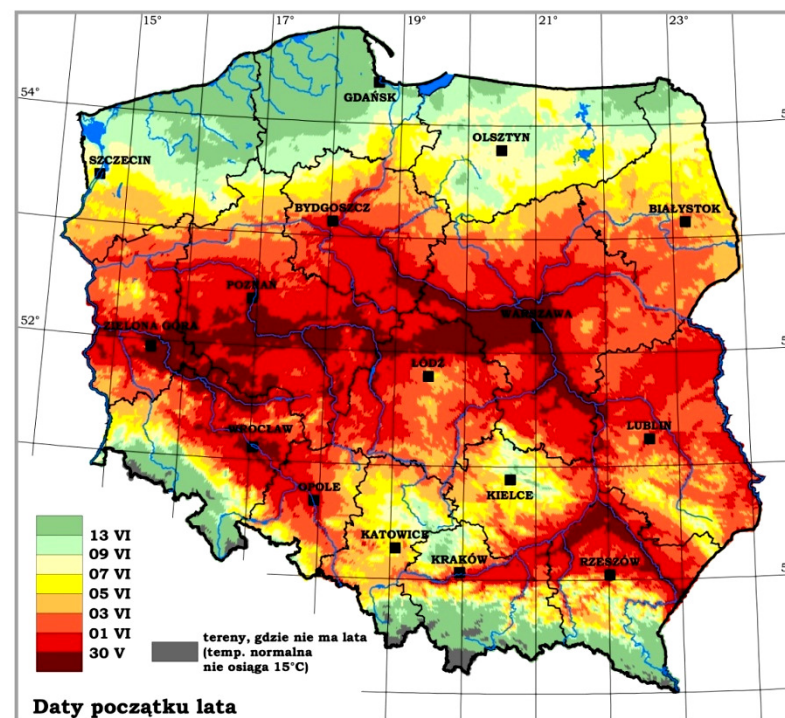 15° 17° 19° 21° 23°
54°
GDAŃSK
OLSZTYN
SZCZECIN
BYDGOSZCZ
BIAŁYSTOK
POZNAŃ
WARSZAWA
52°
ZIELONA GÓRA
ŁÓDŹ
LUBLIN
WROCŁAW
KIELCE
OPOLE
KATOWICE
KRAKÓW
RZESZÓW
13 VI
09 VI
07 VI
05 VI
03 VI
01 VI
30 V
tereny, gdzie nie ma lata
(temp. normalna
nie osiąga 15°C)
Daty początku lata